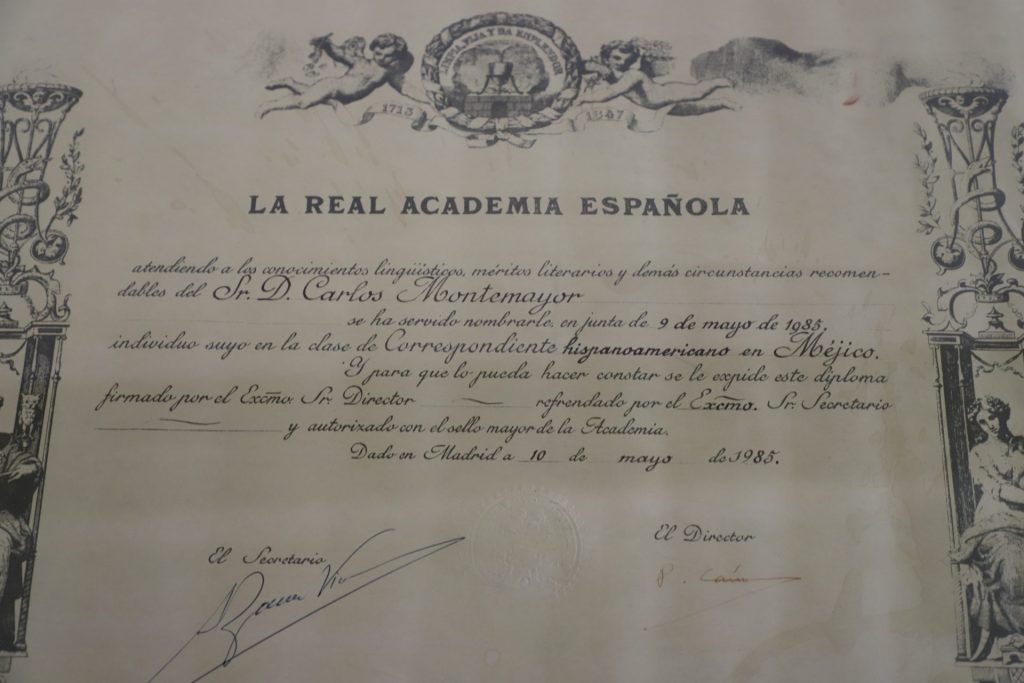 LIMPIA, FIJA, Y DA ESPLENDOR
1713 1847
LA REAL ACADEMIA ESPAÑOLA
atendiendo a los conocimientos lingüísticos, méritos literarios y demás circunstancias recomen-
dables del Sr. D. Carlos Montemayor
se ha servido nombrarle, en junta de 9 de mayo de 1985,
individuo suyo en la clase de Correspondiente hispanoamericano en Méjico.
Y para que lo pueda hacer constar se le expide este diploma
firmado por el Excm̃o. Sr. Director — refrendado por el Excm̃o. Sr. Secretario
— y autorizado con el sello mayor de la Academia.
Dado en Madrid a 10 de mayo de 1985.
El Secretario
El Director